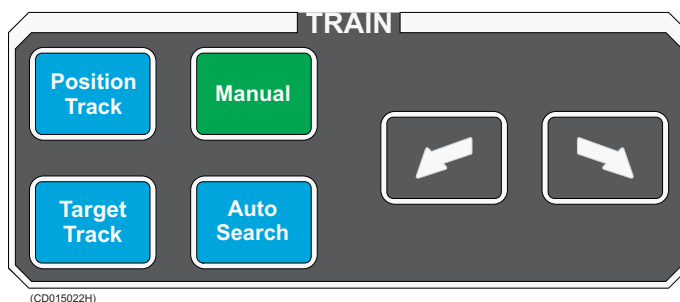 TRAIN
Position
Track
Manual
Target
Track
Auto
Search
(CD015022H)